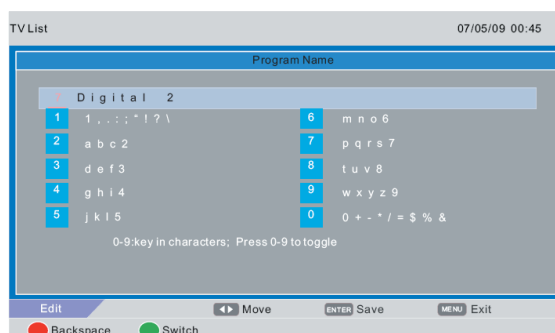 TV List 07/05/09 00:45
Program Name
Digital 2
1 1 , . : ; " ! ? \
2 a b c 2
3 d e f 3
4 g h i 4
5 j k l 5
6 m n o 6
7 p q r s 7
8 t u v 8
9 w x y z 9
0 0 + - * / = $ % &
0-9:key in characters; Press 0-9 to toggle
Edit Move ENTER Save MENU Exit
Backspace Switch